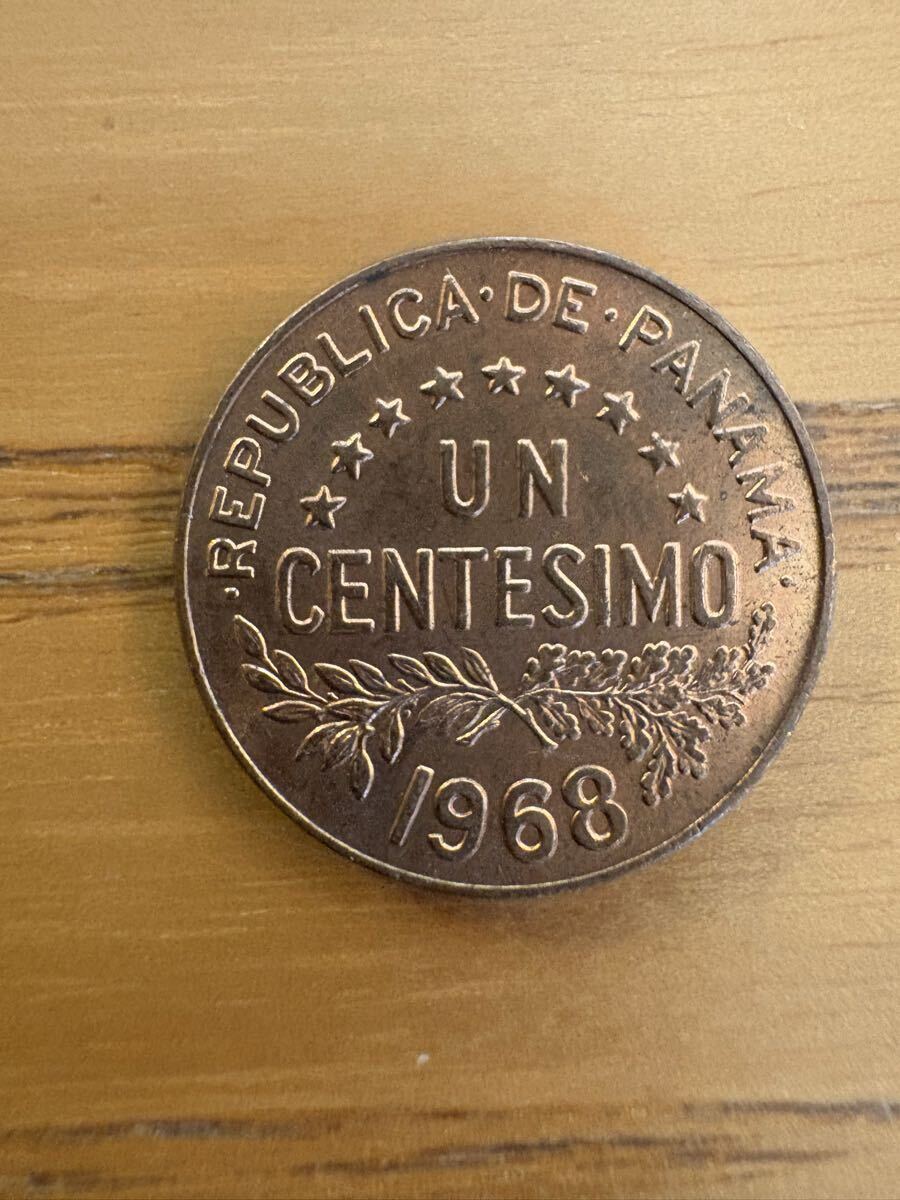 ·REPUBLICA·DE·PANAMA·
UN
CENTESIMO
1968